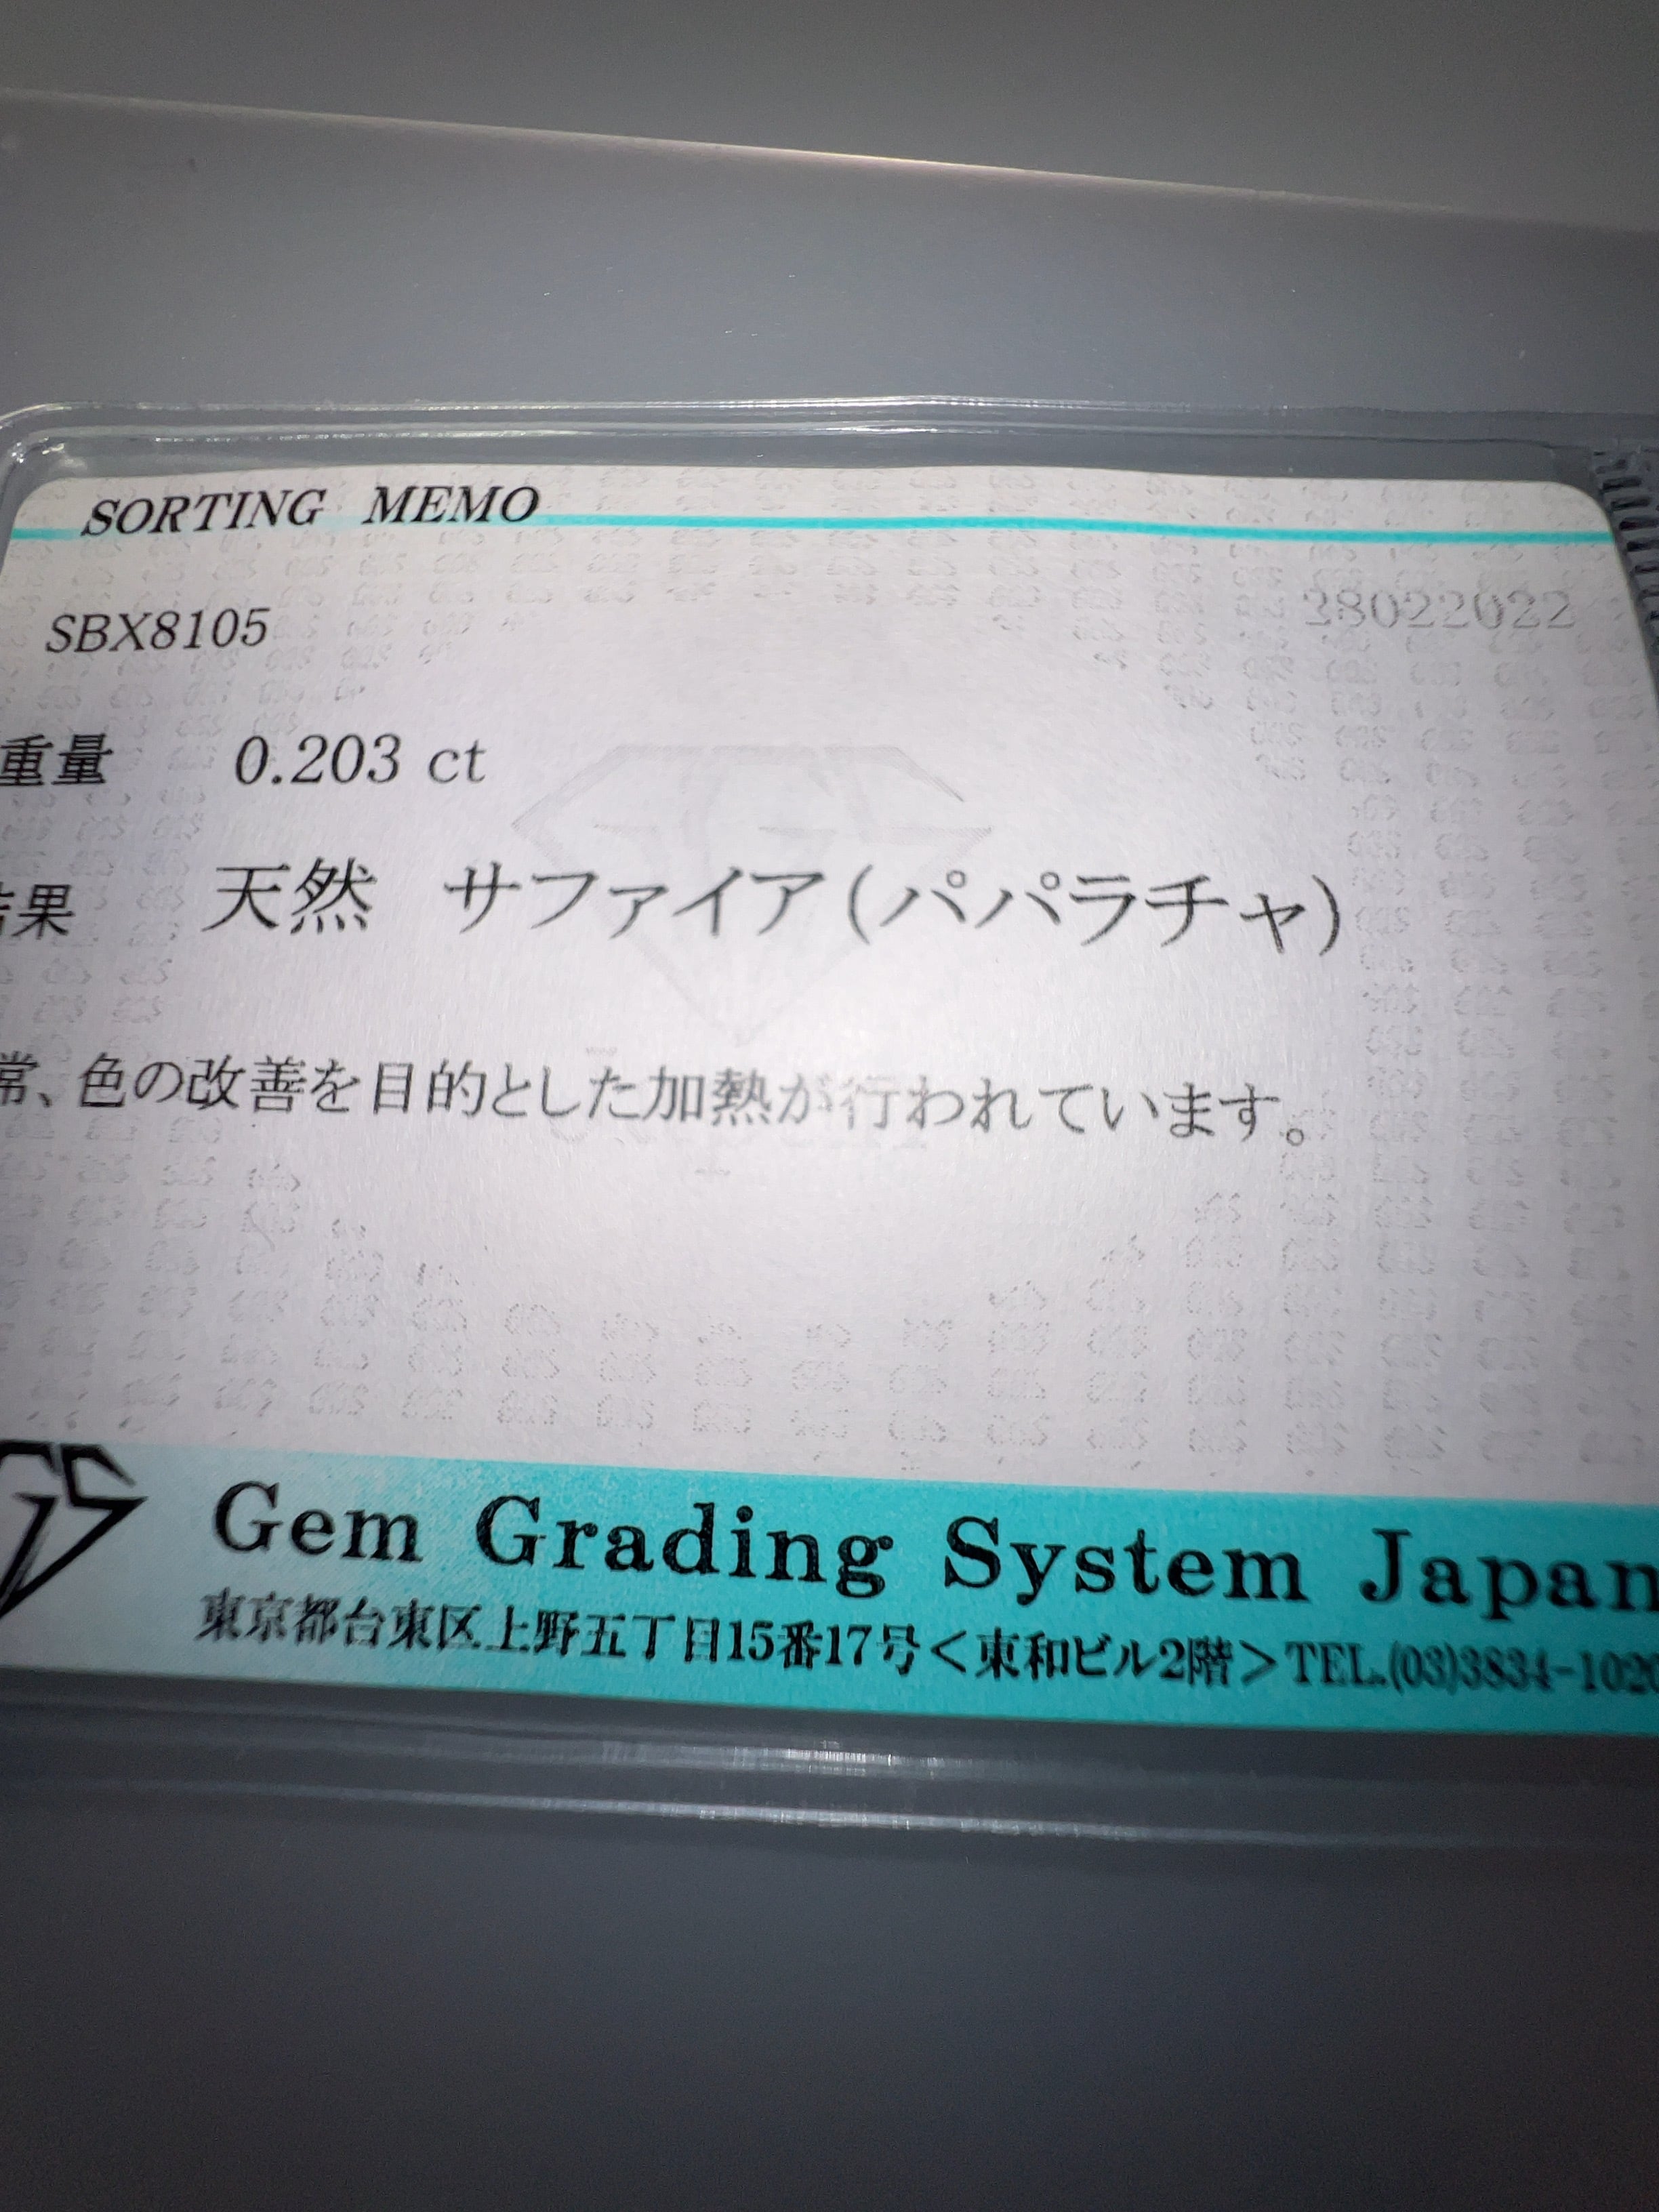 SORTING MEMO
SBX8105 28022022
重量 0.203 ct
果 天然 サファイア(パパラチャ)
常、色の改善を目的とした加熱が行われています。
GS Gem Grading System Japan
東京都台東区上野五丁目15番17号<東和ビル2階>TEL.(03)3834-1020